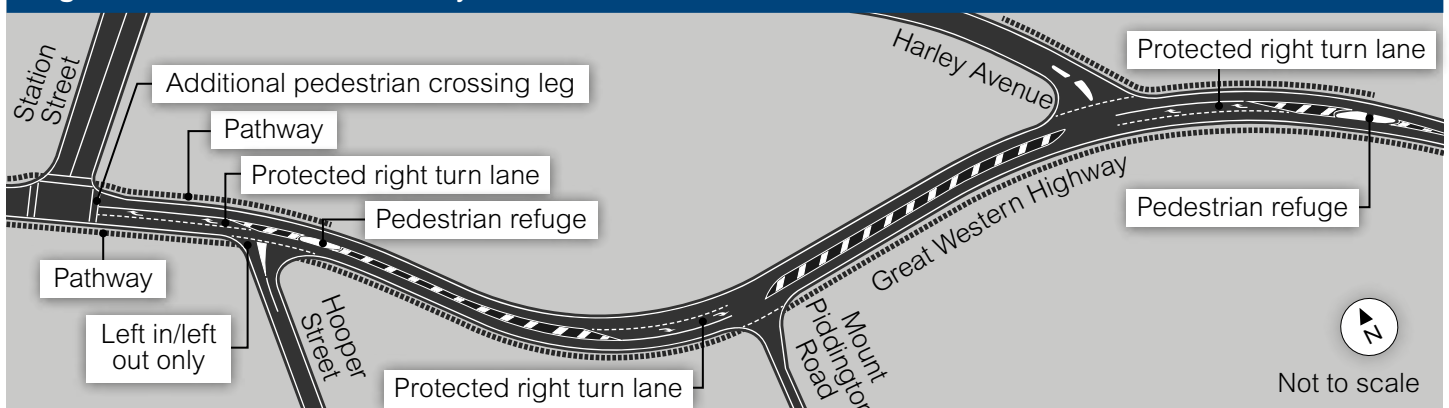 Station
Street
Additional pedestrian crossing leg
Pathway
Protected right turn lane
Pedestrian refuge
Pathway
Left in/left
out only
Hooper
Street
Protected right turn lane
Mount
Piddington
Road
Great Western Highway
Harley Avenue
Protected right turn lane
Pedestrian refuge
N
Not to scale